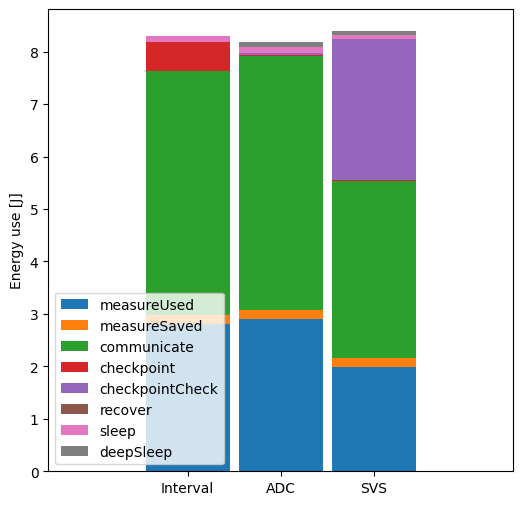 Energy use [J]
8
7
6
5
4
3
2
1
0
measureUsed
measureSaved
communicate
checkpoint
checkpointCheck
recover
sleep
deepSleep
Interval ADC SVS